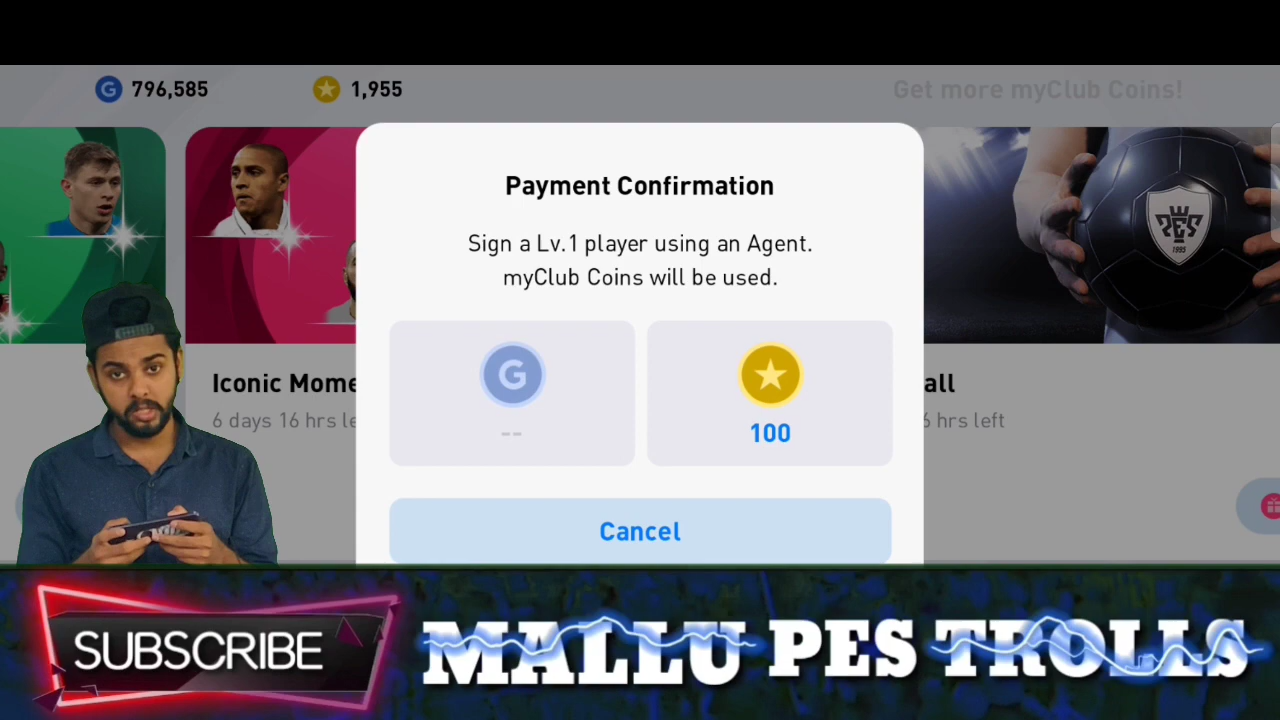 796,585
1,955
Get more myClub Coins!
Payment Confirmation
Sign a Lv.1 player using an Agent.
myClub Coins will be used.
G
--
100
Iconic Mome
6 days 16 hrs le
all
6 hrs left
PES
1995
Cancel
SUBSCRIBE
MALLU PES TROLLS